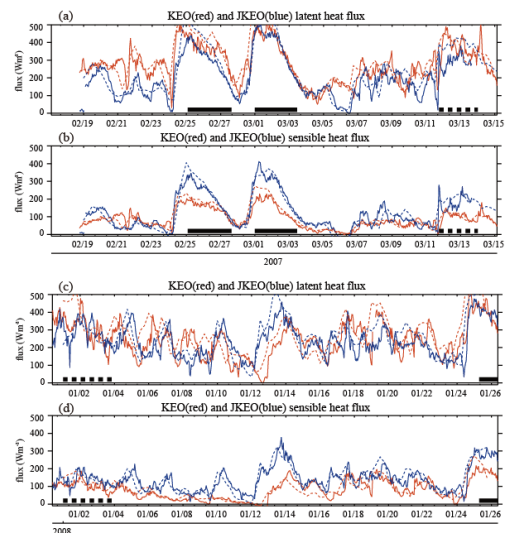 (a) KEO(red) and JKEO(blue) latent heat flux
flux (Wm²)
500
400
300
200
100
0
02/19 02/21 02/23 02/25 02/27 03/01 03/03 03/05 03/07 03/09 03/11 03/13 03/15
(b) KEO(red) and JKEO(blue) sensible heat flux
flux (Wm²)
500
400
300
200
100
0
02/19 02/21 02/23 02/25 02/27 03/01 03/03 03/05 03/07 03/09 03/11 03/13 03/15
2007
(c) KEO(red) and JKEO(blue) latent heat flux
flux (Wm-²)
500
400
300
200
100
0
01/02 01/04 01/06 01/08 01/10 01/12 01/14 01/16 01/18 01/20 01/22 01/24 01/26
(d) KEO(red) and JKEO(blue) sensible heat flux
flux (Wm-²)
500
400
300
200
100
0
01/02 01/04 01/06 01/08 01/10 01/12 01/14 01/16 01/18 01/20 01/22 01/24 01/26
2008